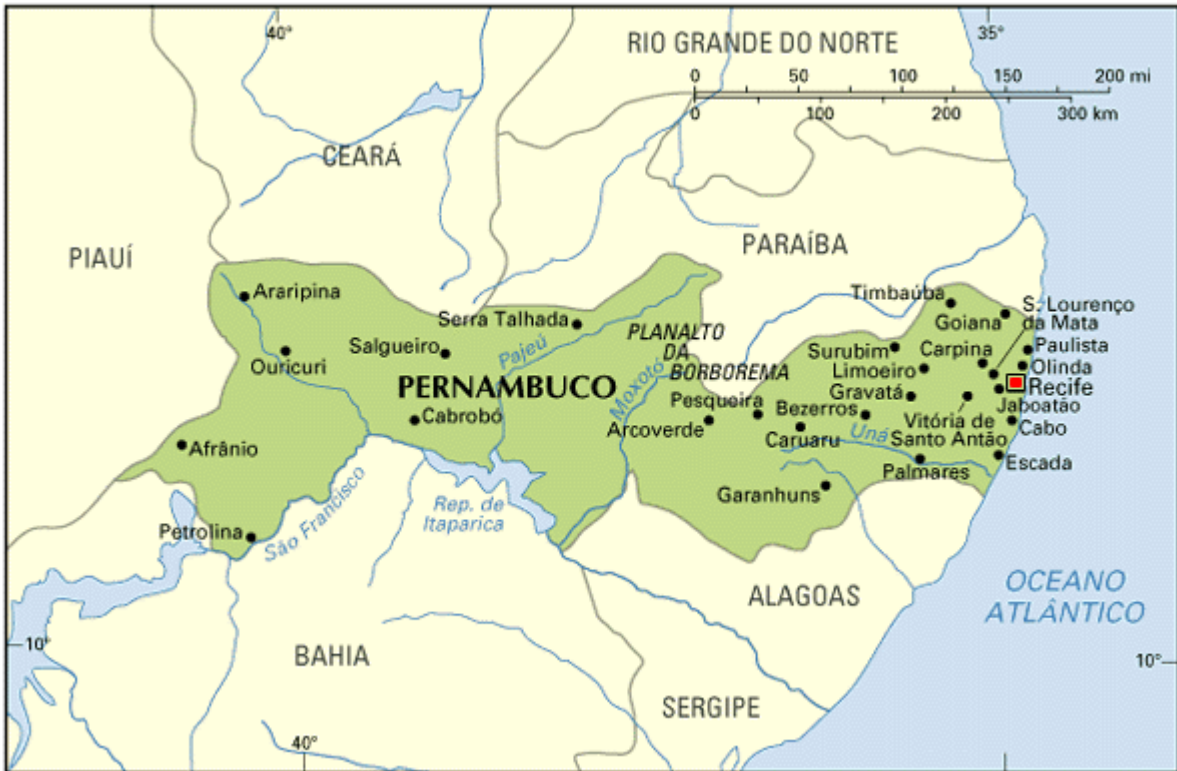 40°
35°
RIO GRANDE DO NORTE
0 50 100 150 200 mi
0 100 200 300 km
CEARÁ
PIAUÍ
PARAÍBA
Araripina
Timbaúba
S. Lourenço
da Mata
Goiana
Serra Talhada
PLANALTO
DA
BORBOREMA
Pajeú
Salgueiro
Surubim
Carpina
Paulista
Ouricuri
Limoeiro
Olinda
PERNAMBUCO
Moxotó
Gravatá
Recife
Pesqueira
Bezerros
Jaboatão
Cabrobó
Arcoverde
Caruaru
Vitória de
Santo Antão
Cabo
Uná
Afrânio
Palmares
Escada
Garanhuns
São Francisco
Rep. de
Itaparica
Petrolina
ALAGOAS
OCEANO
ATLÂNTICO
10°
BAHIA
10°
SERGIPE
40°